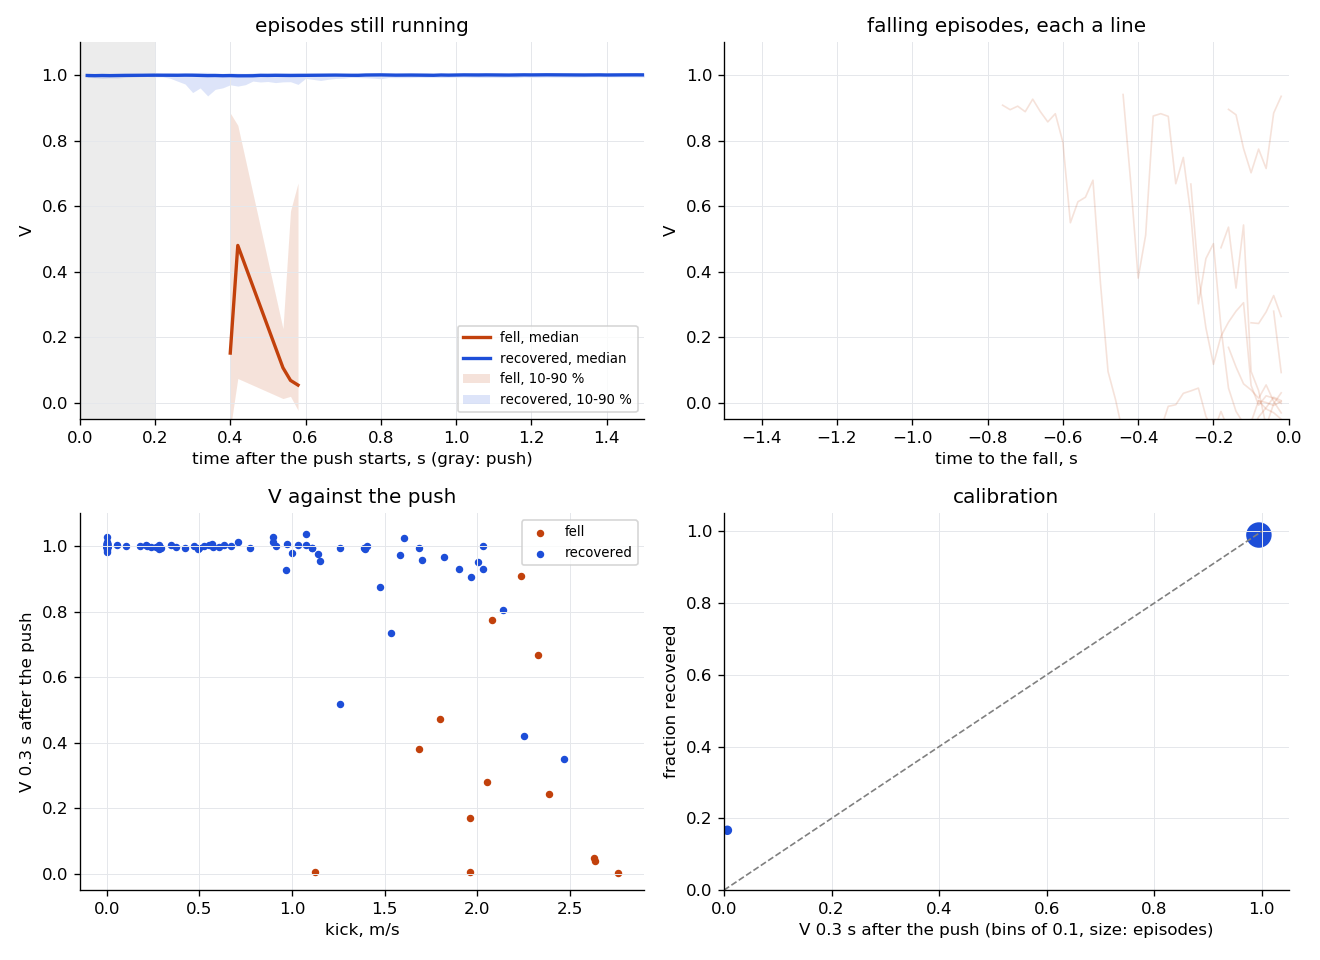 episodes still running
V
1.0
0.8
0.6
0.4
0.2
0.0
0.0 0.2 0.4 0.6 0.8 1.0 1.2 1.4
time after the push starts, s (gray: push)
fell, median
recovered, median
fell, 10-90 %
recovered, 10-90 %
falling episodes, each a line
V
1.0
0.8
0.6
0.4
0.2
0.0
−1.4 −1.2 −1.0 −0.8 −0.6 −0.4 −0.2 0.0
time to the fall, s
V against the push
V 0.3 s after the push
1.0
0.8
0.6
0.4
0.2
0.0
0.0 0.5 1.0 1.5 2.0 2.5
kick, m/s
fell
recovered
calibration
fraction recovered
1.0
0.8
0.6
0.4
0.2
0.0
0.0 0.2 0.4 0.6 0.8 1.0
V 0.3 s after the push (bins of 0.1, size: episodes)